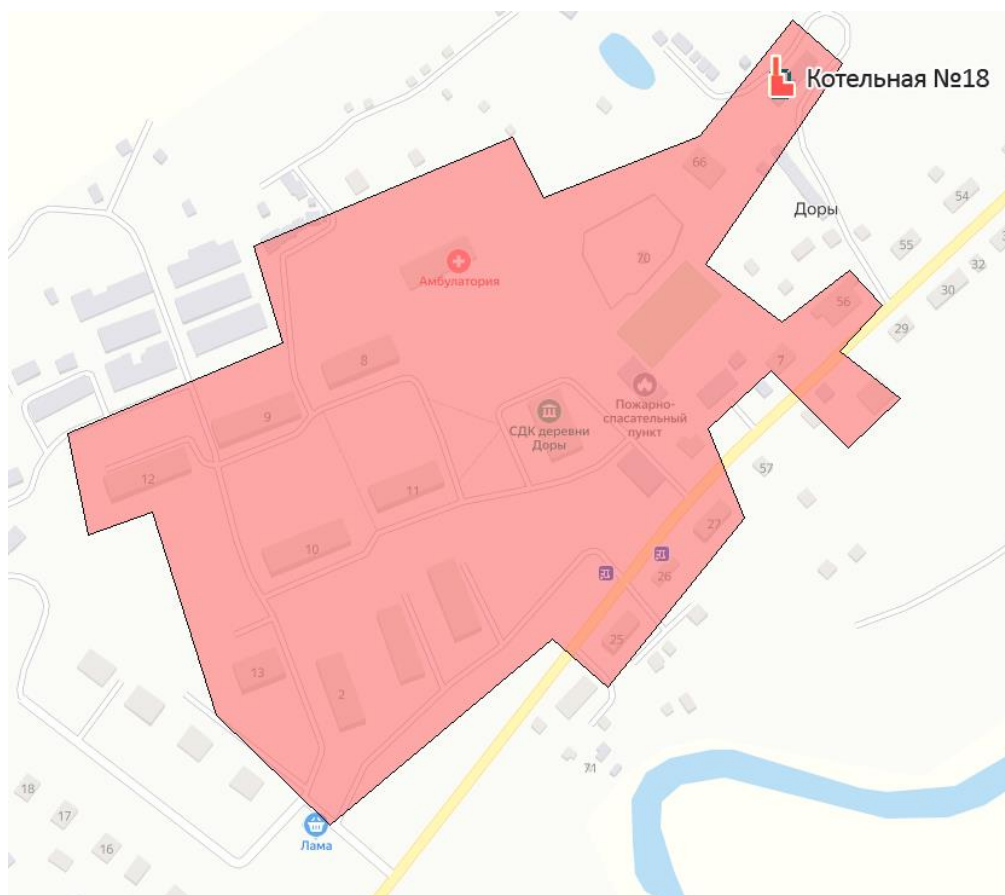 Котельная №18
66
54
Доры
55
32
3
70
30
Амбулатория
56
29
8
7
9
Пожарно-
спасательный
пункт
СДК деревни
Доры
12
57
11
27
10
26
25
13
2
71
18
17
16
Лама